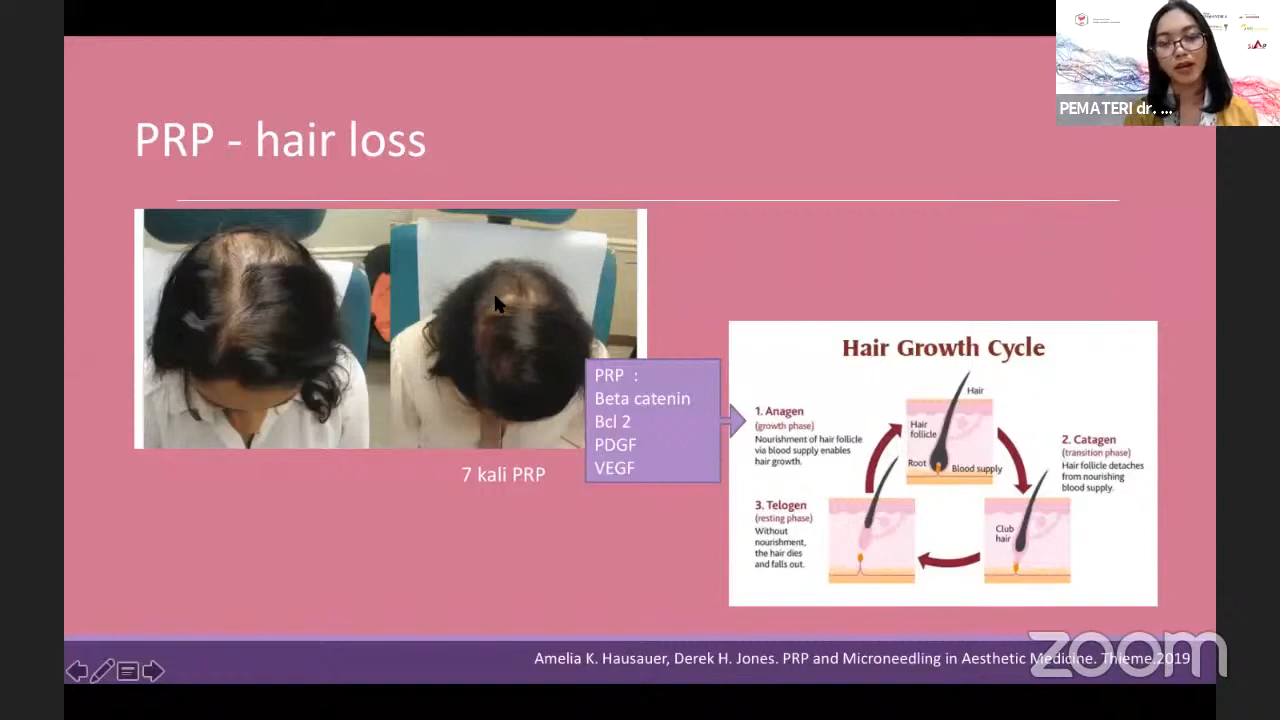 PEMATERI dr. ...
PRP - hair loss
7 kali PRP
PRP :
Beta catenin
Bcl 2
PDGF
VEGF
Hair Growth Cycle
Hair
Hair
follicle
Root
Blood supply
1. Anagen
(growth phase)
Nourishment of hair follicle
via blood supply enables
hair growth.
2. Catagen
(transition phase)
Hair follicle detaches
from nourishing
blood supply.
Club
hair
3. Telogen
(resting phase)
Without
nourishment,
the hair dies
and falls out.
Amelia K. Hausauer, Derek H. Jones. PRP and Microneedling in Aesthetic Medicine. Thieme.2019
zoom